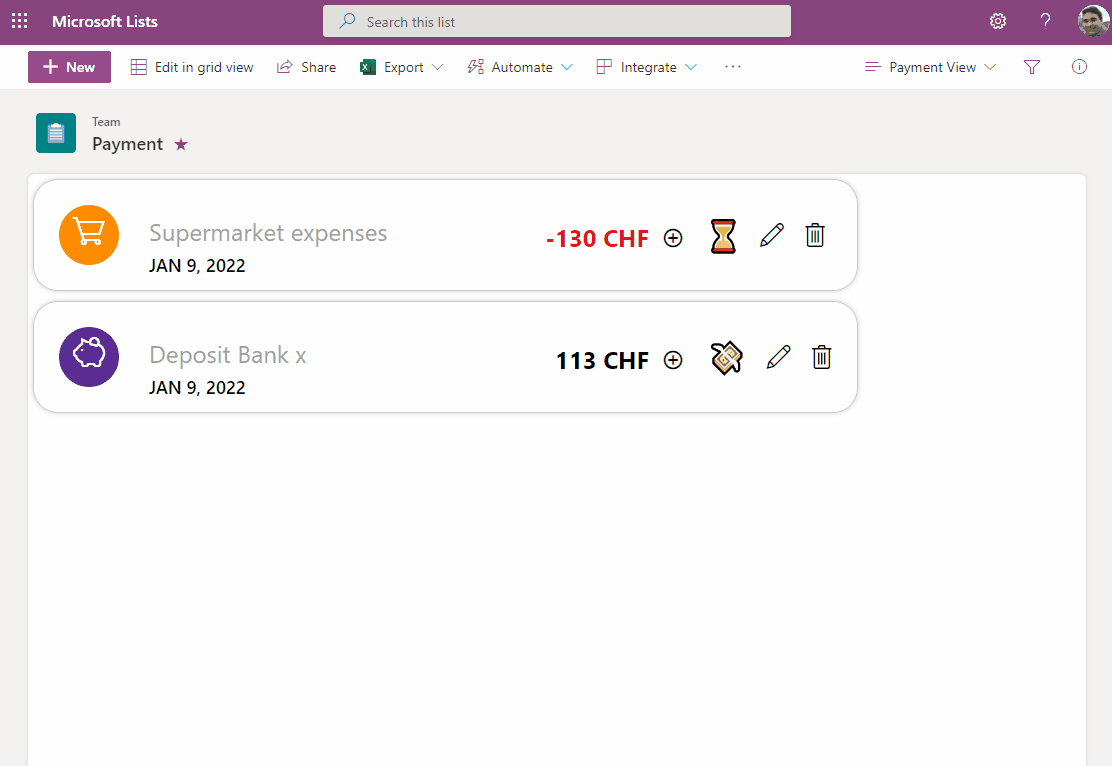 Microsoft Lists
Search this list
?
New
Edit in grid view
Share
Export
Automate
Integrate
...
Payment View
Team
Payment
Supermarket expenses
JAN 9, 2022
-130 CHF
Deposit Bank x
JAN 9, 2022
113 CHF